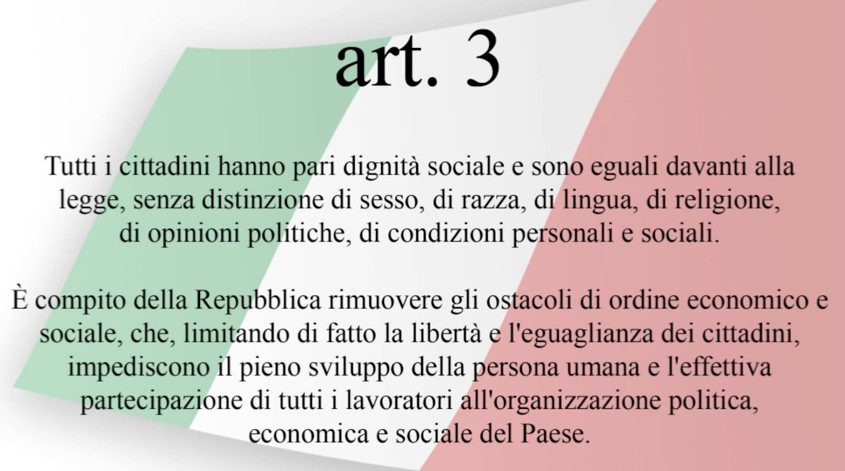 art. 3
Tutti i cittadini hanno pari dignità sociale e sono eguali davanti alla
legge, senza distinzione di sesso, di razza, di lingua, di religione,
di opinioni politiche, di condizioni personali e sociali.
È compito della Repubblica rimuovere gli ostacoli di ordine economico e
sociale, che, limitando di fatto la libertà e l'eguaglianza dei cittadini,
impediscono il pieno sviluppo della persona umana e l'effettiva
partecipazione di tutti i lavoratori all'organizzazione politica,
economica e sociale del Paese.